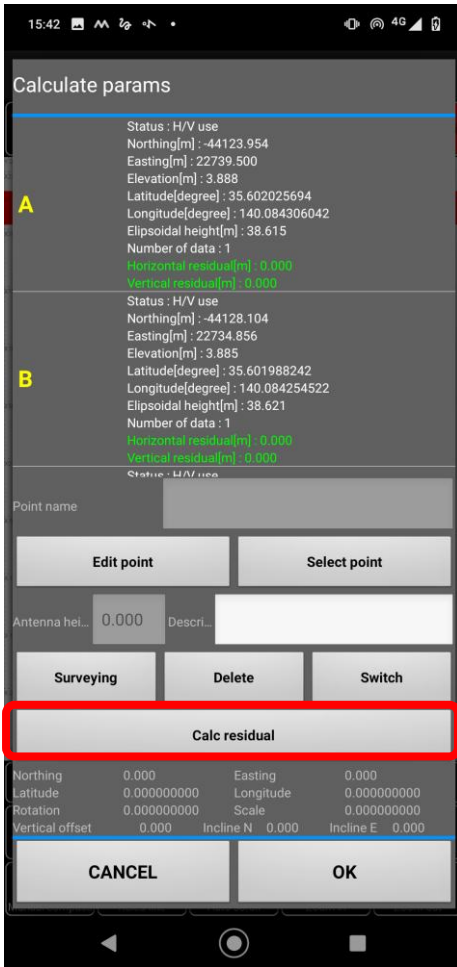 15:42
4G
Calculate params
A
Status : H/V use
Northing[m] : -44123.954
Easting[m] : 22739.500
Elevation[m] : 3.888
Latitude[degree] : 35.602025694
Longitude[degree] : 140.084306042
Elipsoidal height[m] : 38.615
Number of data : 1
Horizontal residual[m] : 0.000
Vertical residual[m] : 0.000
B
Status : H/V use
Northing[m] : -44128.104
Easting[m] : 22734.856
Elevation[m] : 3.885
Latitude[degree] : 35.601988242
Longitude[degree] : 140.084254522
Elipsoidal height[m] : 38.621
Number of data : 1
Horizontal residual[m] : 0.000
Vertical residual[m] : 0.000
Status : H/V use
Point name
Edit point Select point
Antenna hei... 0.000 Descri...
Surveying Delete Switch
Calc residual
Northing 0.000 Easting 0.000
Latitude 0.000000000 Longitude 0.000000000
Rotation 0.000000000 Scale 0.000000000
Vertical offset 0.000 Incline N 0.000 Incline E 0.000
CANCEL OK